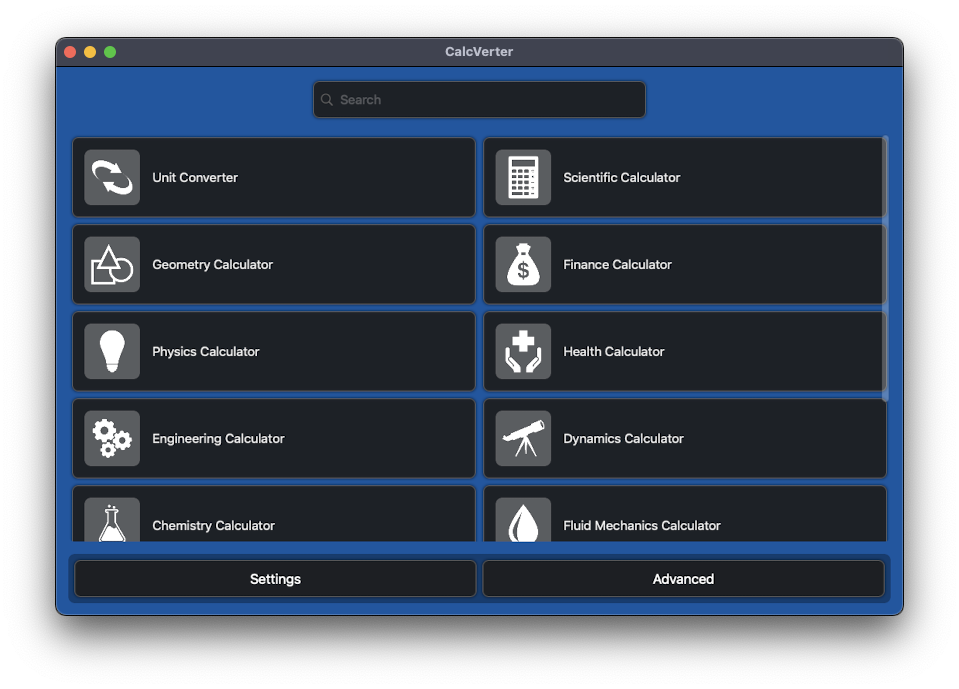 CalcVerter
Search
Unit Converter
Scientific Calculator
Geometry Calculator
Finance Calculator
$
Physics Calculator
Health Calculator
Engineering Calculator
Dynamics Calculator
Chemistry Calculator
Fluid Mechanics Calculator
Settings
Advanced